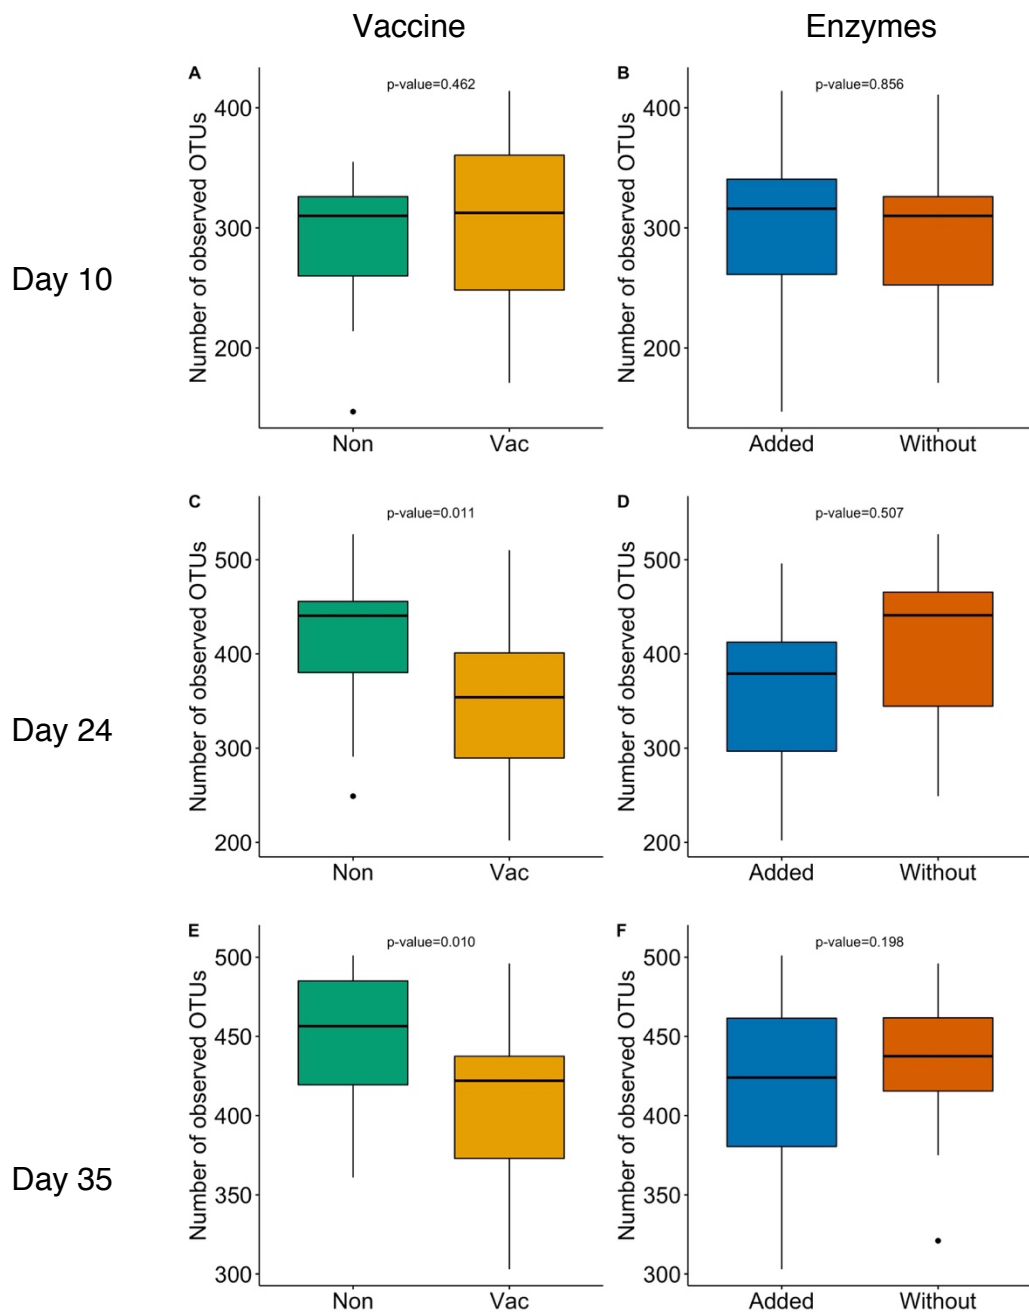 Vaccine
Enzymes
A
p-value=0.462
Number of observed OTUs
400
300
200
Non
Vac
B
p-value=0.856
Number of observed OTUs
400
300
200
Added
Without
Day 10
C
p-value=0.011
Number of observed OTUs
500
400
300
200
Non
Vac
D
p-value=0.507
Number of observed OTUs
500
400
300
200
Added
Without
Day 24
E
p-value=0.010
Number of observed OTUs
500
450
400
350
300
Non
Vac
F
p-value=0.198
Number of observed OTUs
500
450
400
350
300
Added
Without
Day 35